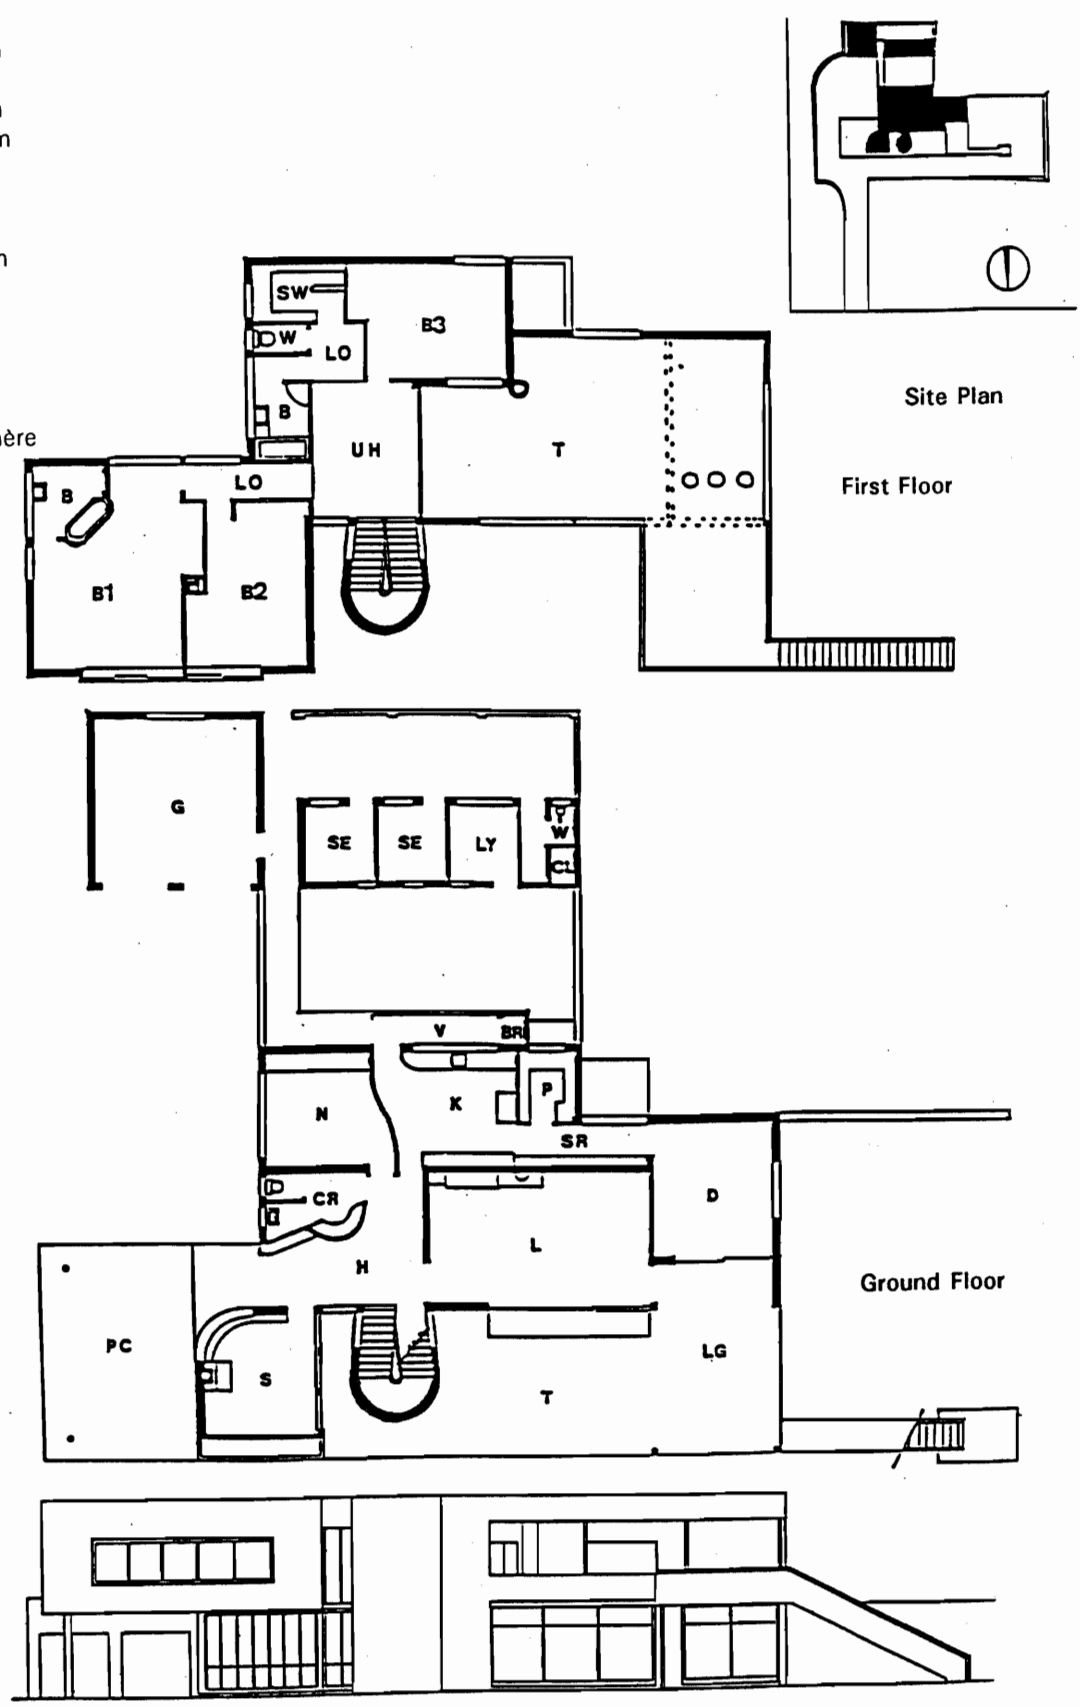 m
n
ère
Site Plan
First Floor
SW
B3
W
LO
B
UH
T
LO
B
B1
B2
G
SE
SE
LY
W
CL
V
BR
N
K
P
SR
CR
D
L
H
Ground Floor
PC
S
LG
T